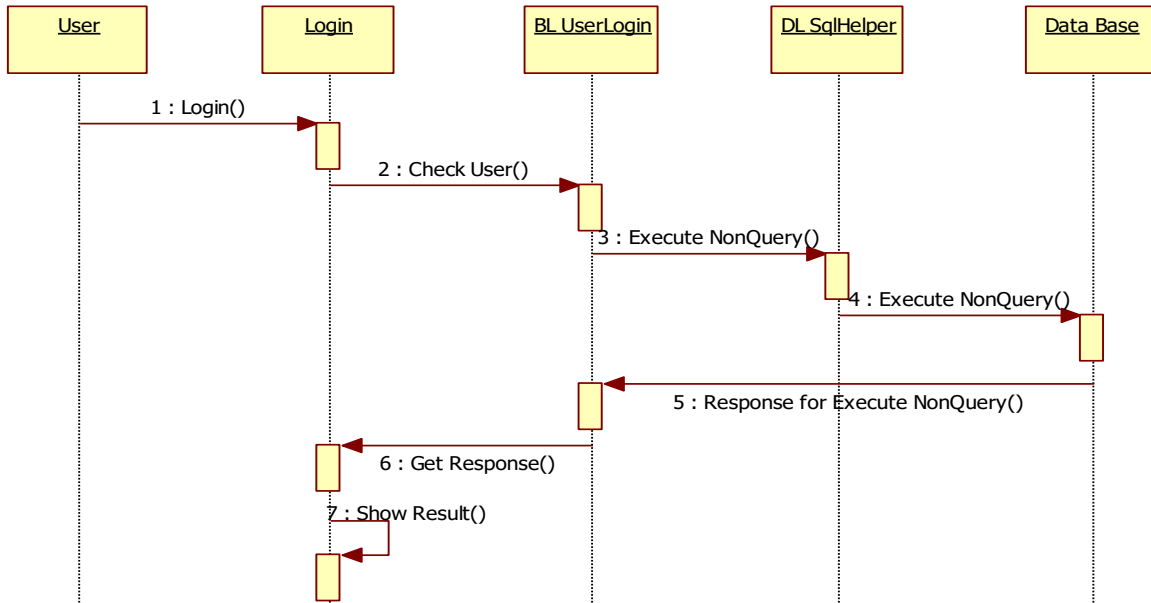 User
Login
BL UserLogin
DL SqlHelper
Data Base
1 : Login()
2 : Check User()
3 : Execute NonQuery()
4 : Execute NonQuery()
5 : Response for Execute NonQuery()
6 : Get Response()
7 : Show Result()